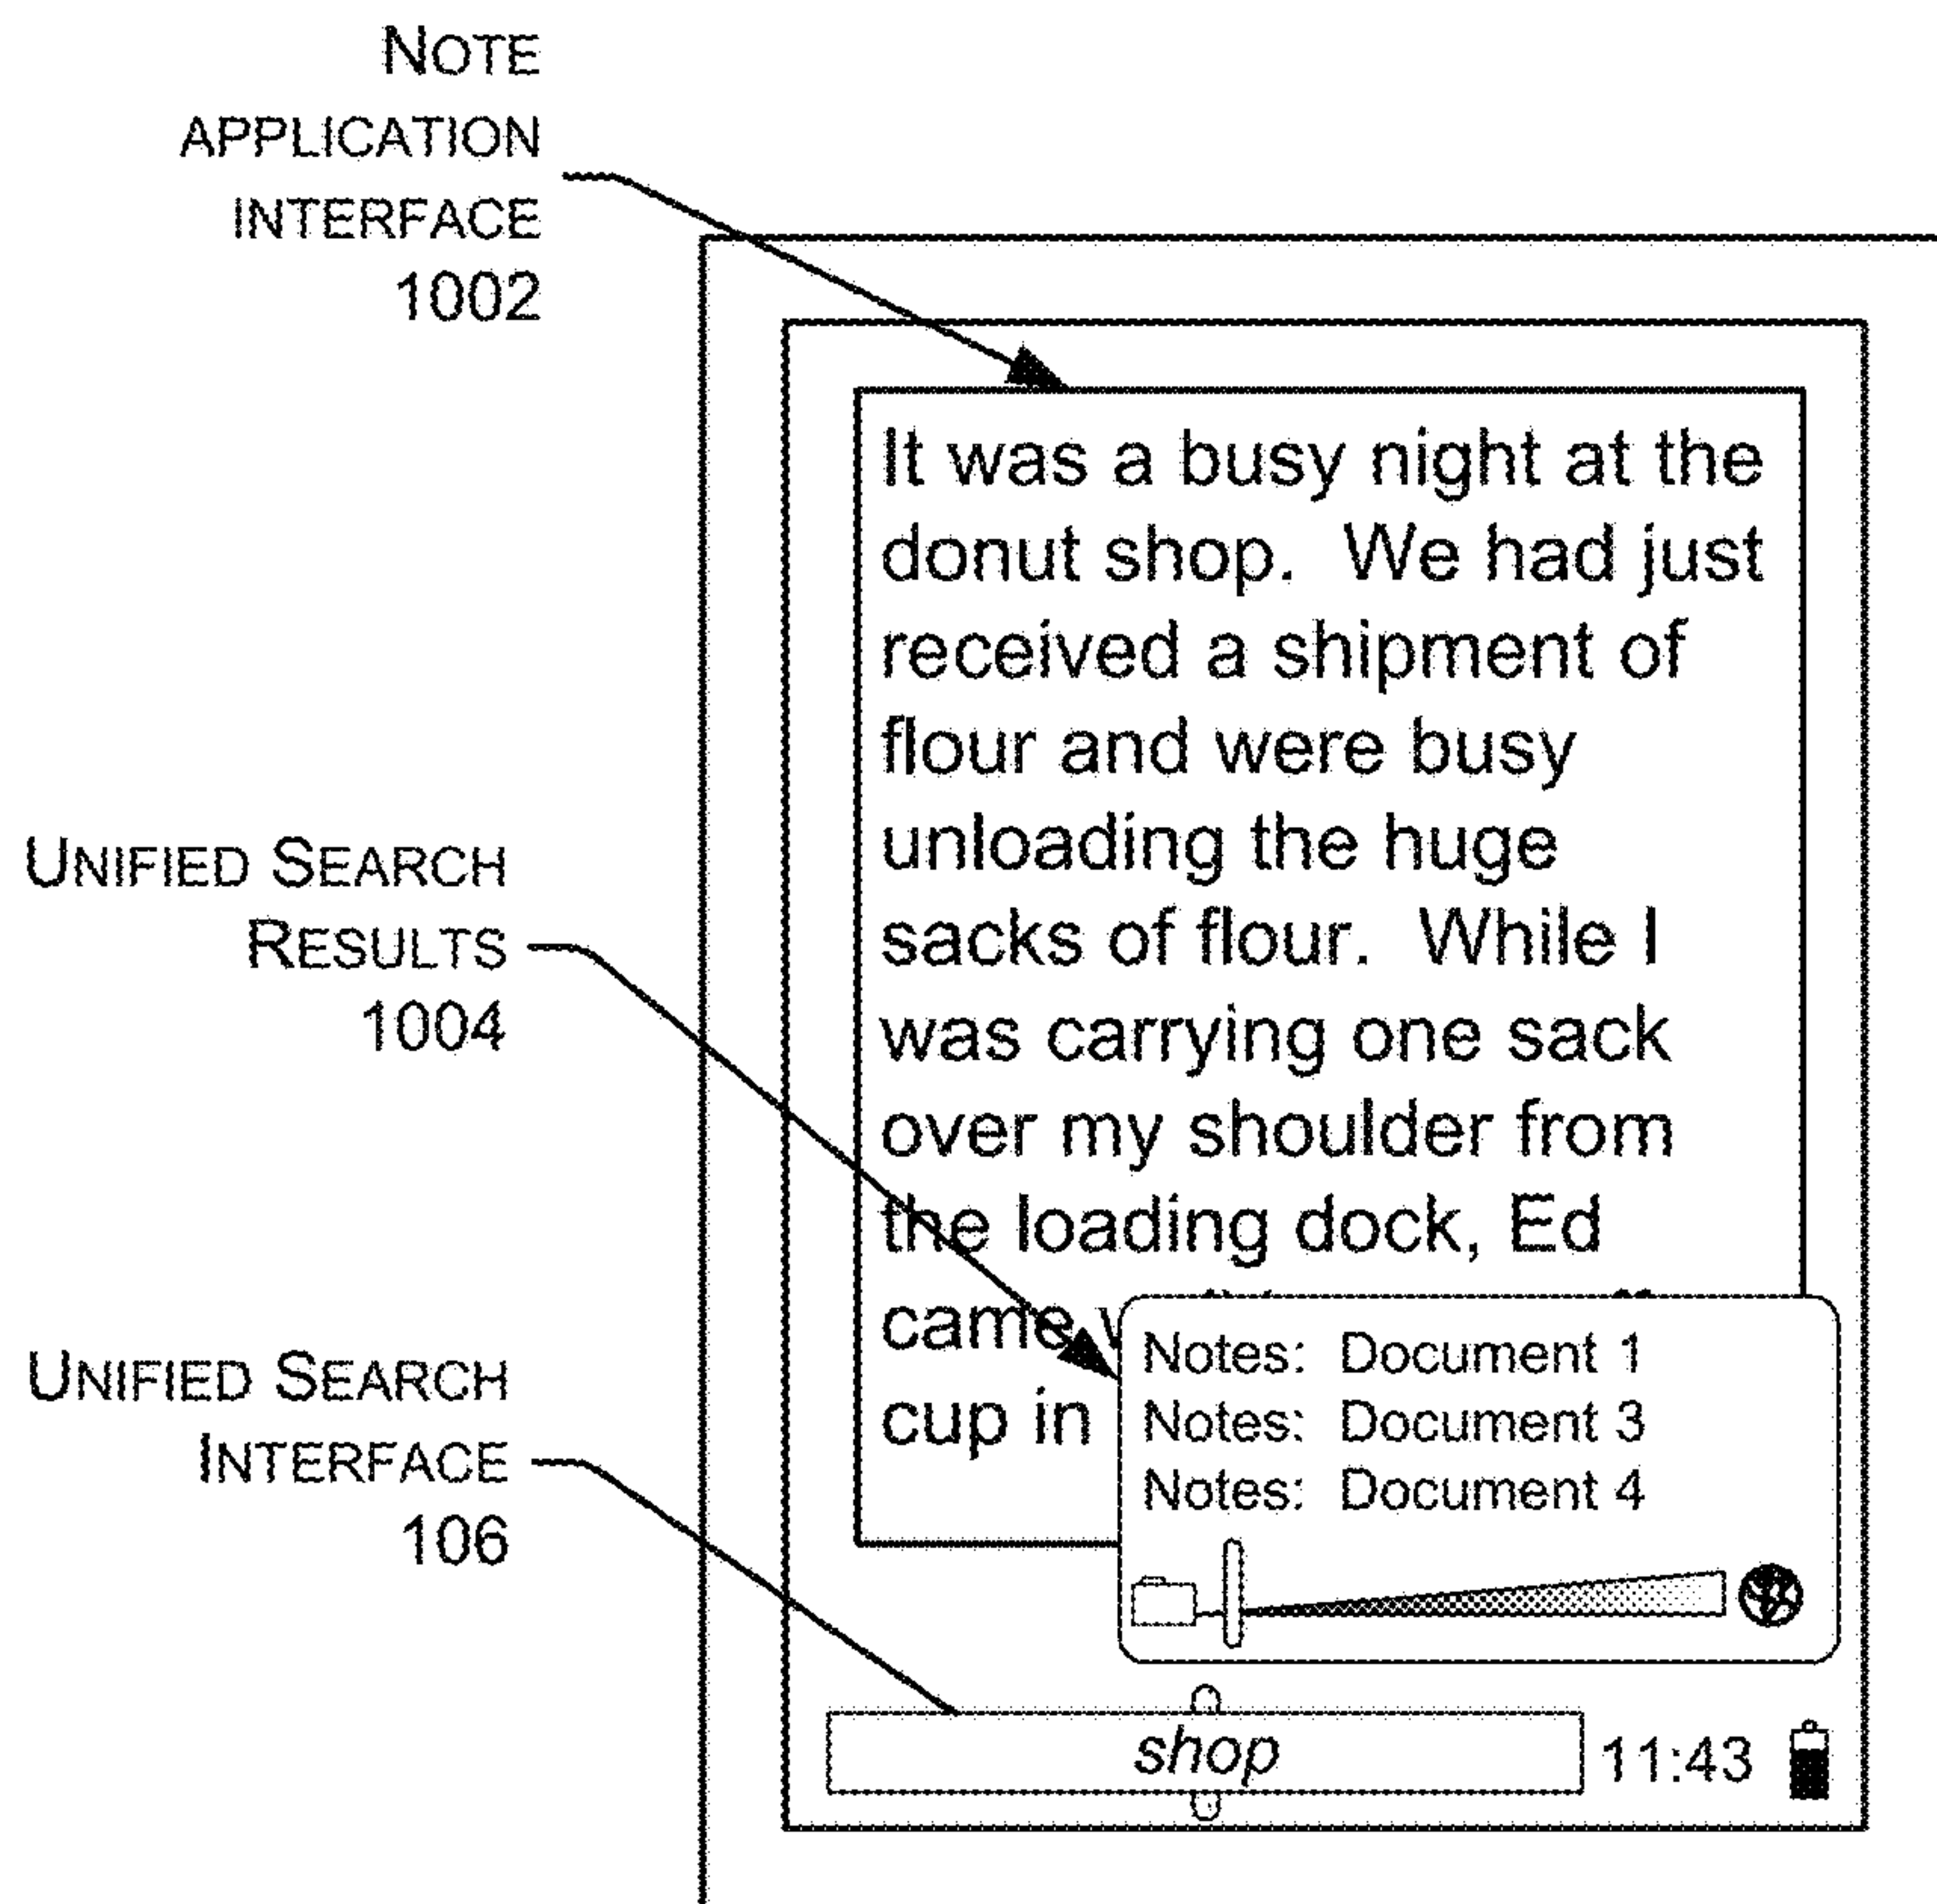 NOTE
APPLICATION
INTERFACE
1002
It was a busy night at the
donut shop.  We had just
received a shipment of
flour and were busy
unloading the huge
sacks of flour.  While I
was carrying one sack
over my shoulder from
the loading dock, Ed
came
cup in
UNIFIED SEARCH
RESULTS
1004
Notes:  Document 1
Notes:  Document 3
Notes:  Document 4
UNIFIED SEARCH
INTERFACE
106
shop
11:43